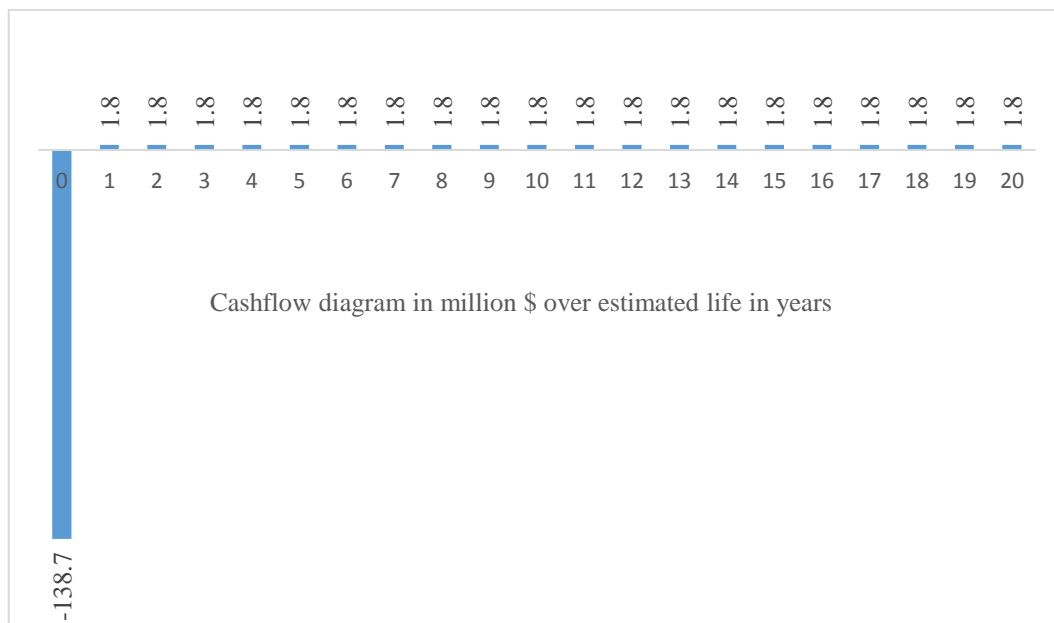 1.8 1.8 1.8 1.8 1.8 1.8 1.8 1.8 1.8 1.8 1.8 1.8 1.8 1.8 1.8 1.8 1.8 1.8 1.8 1.8
0 1 2 3 4 5 6 7 8 9 10 11 12 13 14 15 16 17 18 19 20
Cashflow diagram in million $ over estimated life in years
-138.7